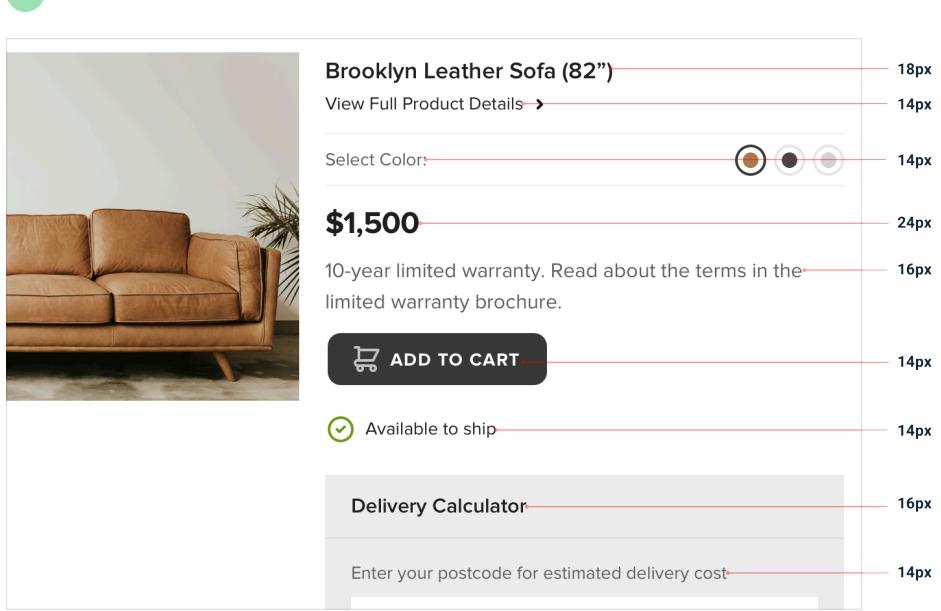 Brooklyn Leather Sofa (82”)
18px
View Full Product Details
14px
Select Color:
14px
$1,500
24px
10-year limited warranty. Read about the terms in the
16px
limited warranty brochure.
ADD TO CART
14px
Available to ship
14px
Delivery Calculator
16px
Enter your postcode for estimated delivery cost
14px